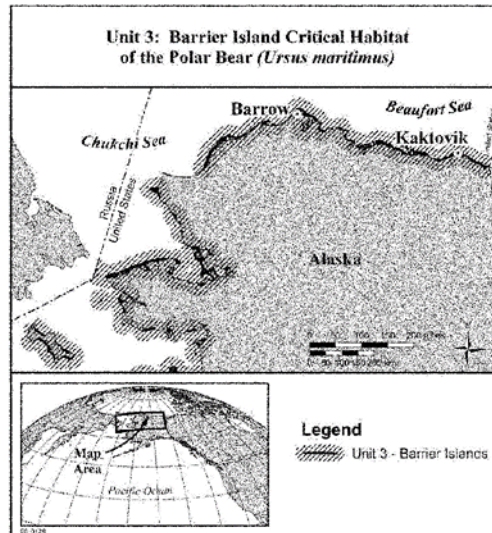 Unit 3: Barrier Island Critical Habitat
of the Polar Bear (Ursus maritimus)
Barrow
Beaufort Sea
Chukchi Sea
Kaktovik
Russia
United States
Alaska
Map
Area
Pacific Ocean
Legend
Unit 3 - Barrier Islands